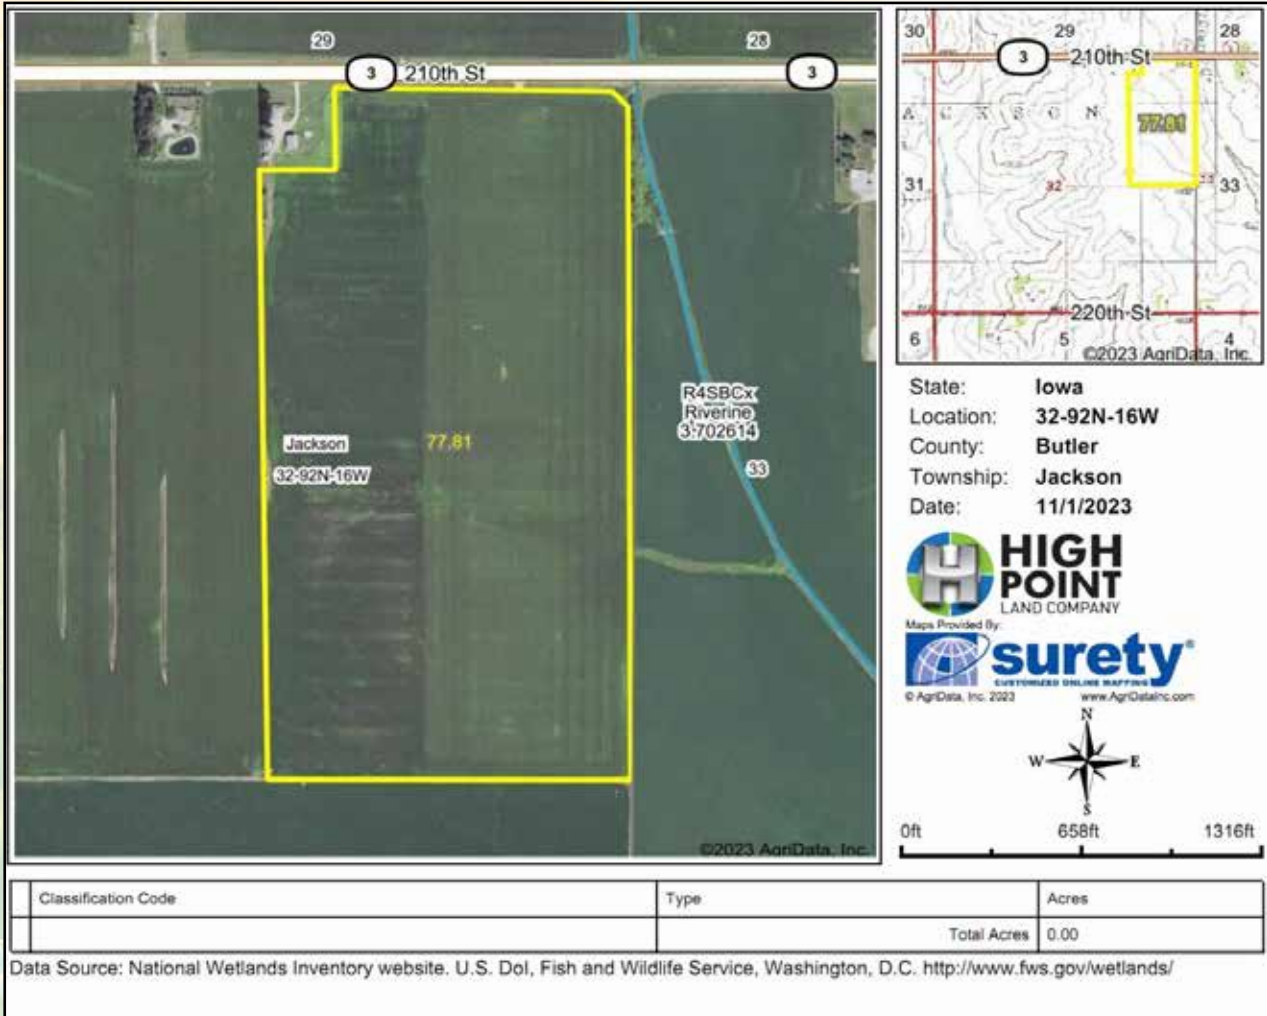 29
28
3
210th St
3
R4SBCx
Riverine
3.702614
Jackson
77.81
32-92N-16W
33
©2023 AgriData, Inc.
30
29
28
3
210th St
A C K S O N
77.81
31
32
33
220th St
6
5
4
©2023 AgriData, Inc.
State: Iowa
Location: 32-92N-16W
County: Butler
Township: Jackson
Date: 11/1/2023
H
HIGH
POINT
LAND COMPANY
Maps Provided By:
surety®
CUSTOMIZED ONLINE MAPPING
© AgriData, Inc. 2023 www.AgriDataInc.com
N
W E
S
0ft 658ft 1316ft
Classification Code Type Acres
Total Acres 0.00
Data Source: National Wetlands Inventory website. U.S. DoI, Fish and Wildlife Service, Washington, D.C. http://www.fws.gov/wetlands/